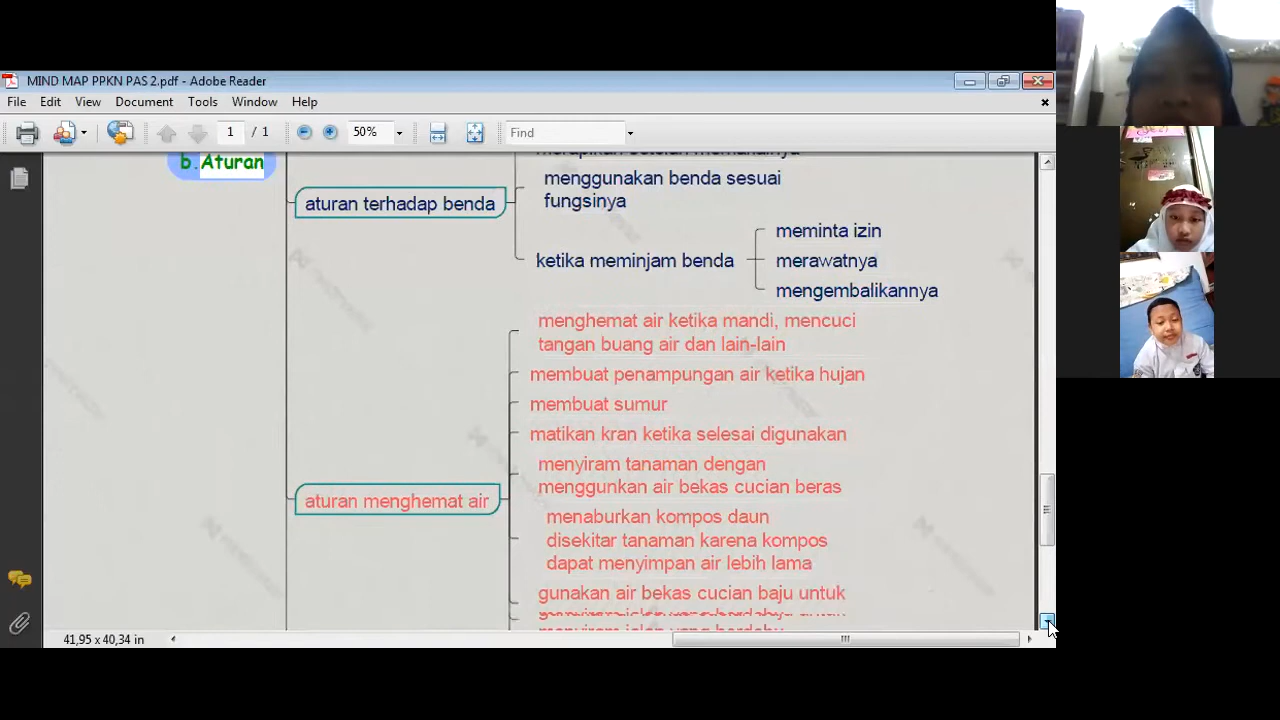 MIND MAP PPKN PAS 2.pdf - Adobe Reader
File Edit View Document Tools Window Help
1 / 1 50% Find
b. Aturan
aturan terhadap benda
menggunakan benda sesuai
fungsinya
ketika meminjam benda
meminta izin
merawatnya
mengembalikannya
aturan menghemat air
menghemat air ketika mandi, mencuci
tangan buang air dan lain-lain
membuat penampungan air ketika hujan
membuat sumur
matikan kran ketika selesai digunakan
menyiram tanaman dengan
menggunkan air bekas cucian beras
menaburkan kompos daun
disekitar tanaman karena kompos
dapat menyimpan air lebih lama
gunakan air bekas cucian baju untuk
41,95 x 40,34 in